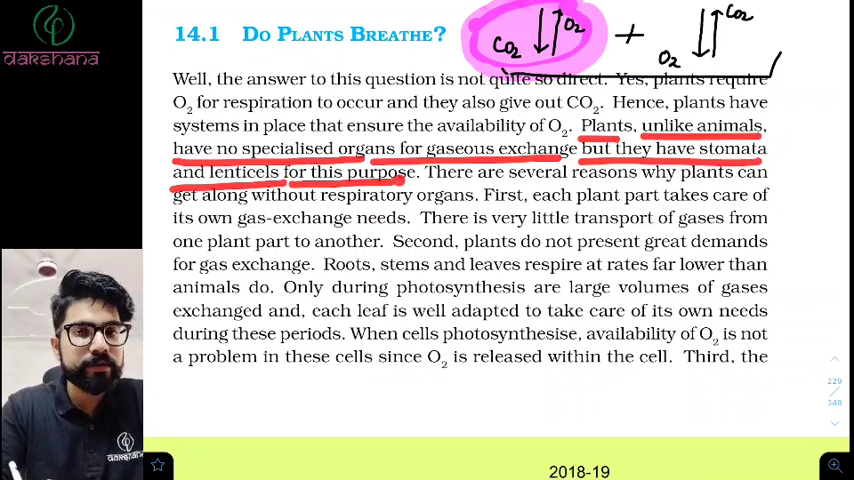 dakshana
14.1 DO PLANTS BREATHE?
CO2 O2 + O2 CO2
Well, the answer to this question is not quite so direct. Yes, plants require
O2 for respiration to occur and they also give out CO2. Hence, plants have
systems in place that ensure the availability of O2. Plants, unlike animals,
have no specialised organs for gaseous exchange but they have stomata
and lenticels for this purpose. There are several reasons why plants can
get along without respiratory organs. First, each plant part takes care of
its own gas-exchange needs. There is very little transport of gases from
one plant part to another. Second, plants do not present great demands
for gas exchange. Roots, stems and leaves respire at rates far lower than
animals do. Only during photosynthesis are large volumes of gases
exchanged and, each leaf is well adapted to take care of its own needs
during these periods. When cells photosynthesise, availability of O2 is not
a problem in these cells since O2 is released within the cell. Third, the
229
/
346
dakshana
2018-19